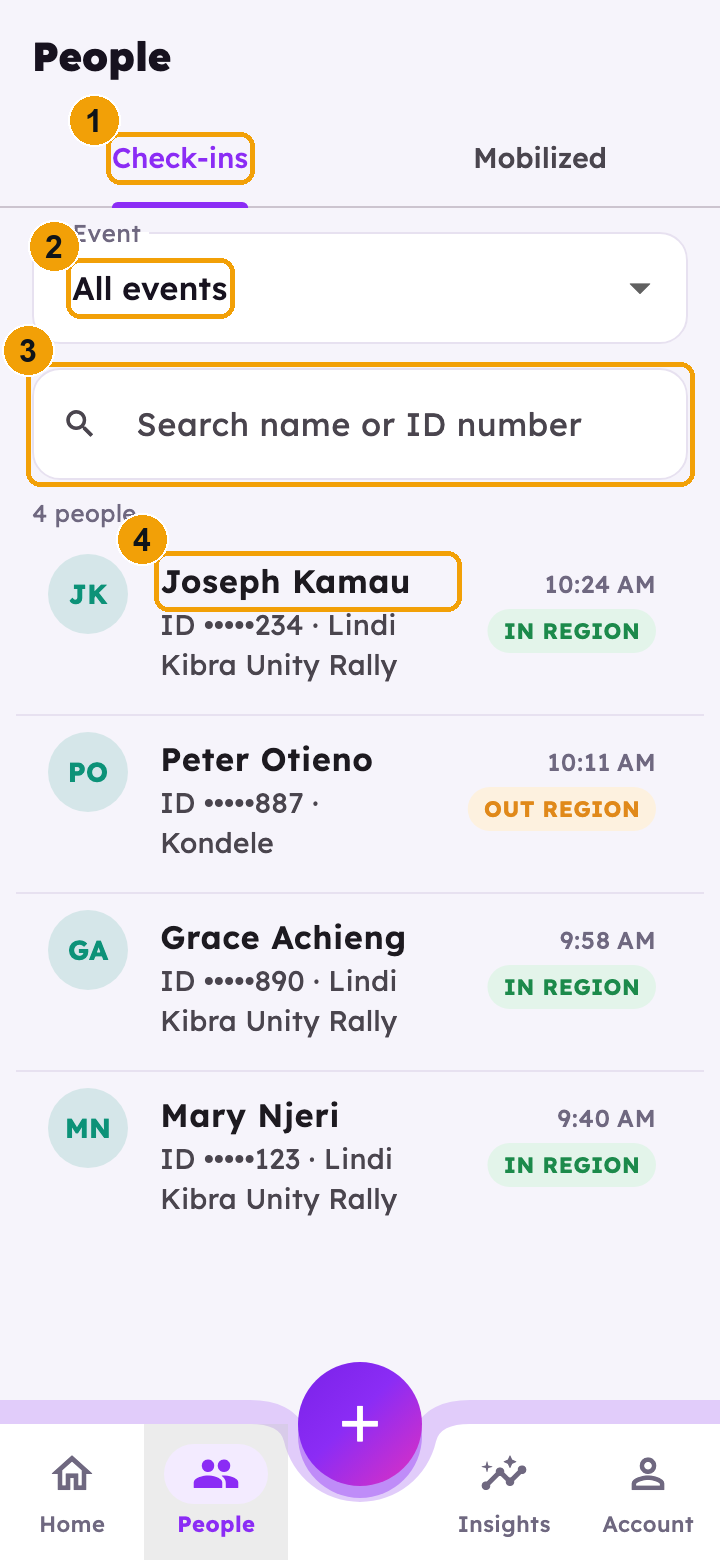 People
1
Check-ins
Mobilized
2
Event
All events
3
Search name or ID number
4 people
4
JK
Joseph Kamau
10:24 AM
ID •••••234 · Lindi
IN REGION
Kibra Unity Rally
PO
Peter Otieno
10:11 AM
ID •••••887 ·
OUT REGION
Kondele
GA
Grace Achieng
9:58 AM
ID •••••890 · Lindi
IN REGION
Kibra Unity Rally
MN
Mary Njeri
9:40 AM
ID •••••123 · Lindi
IN REGION
Kibra Unity Rally
+
Home
People
Insights
Account